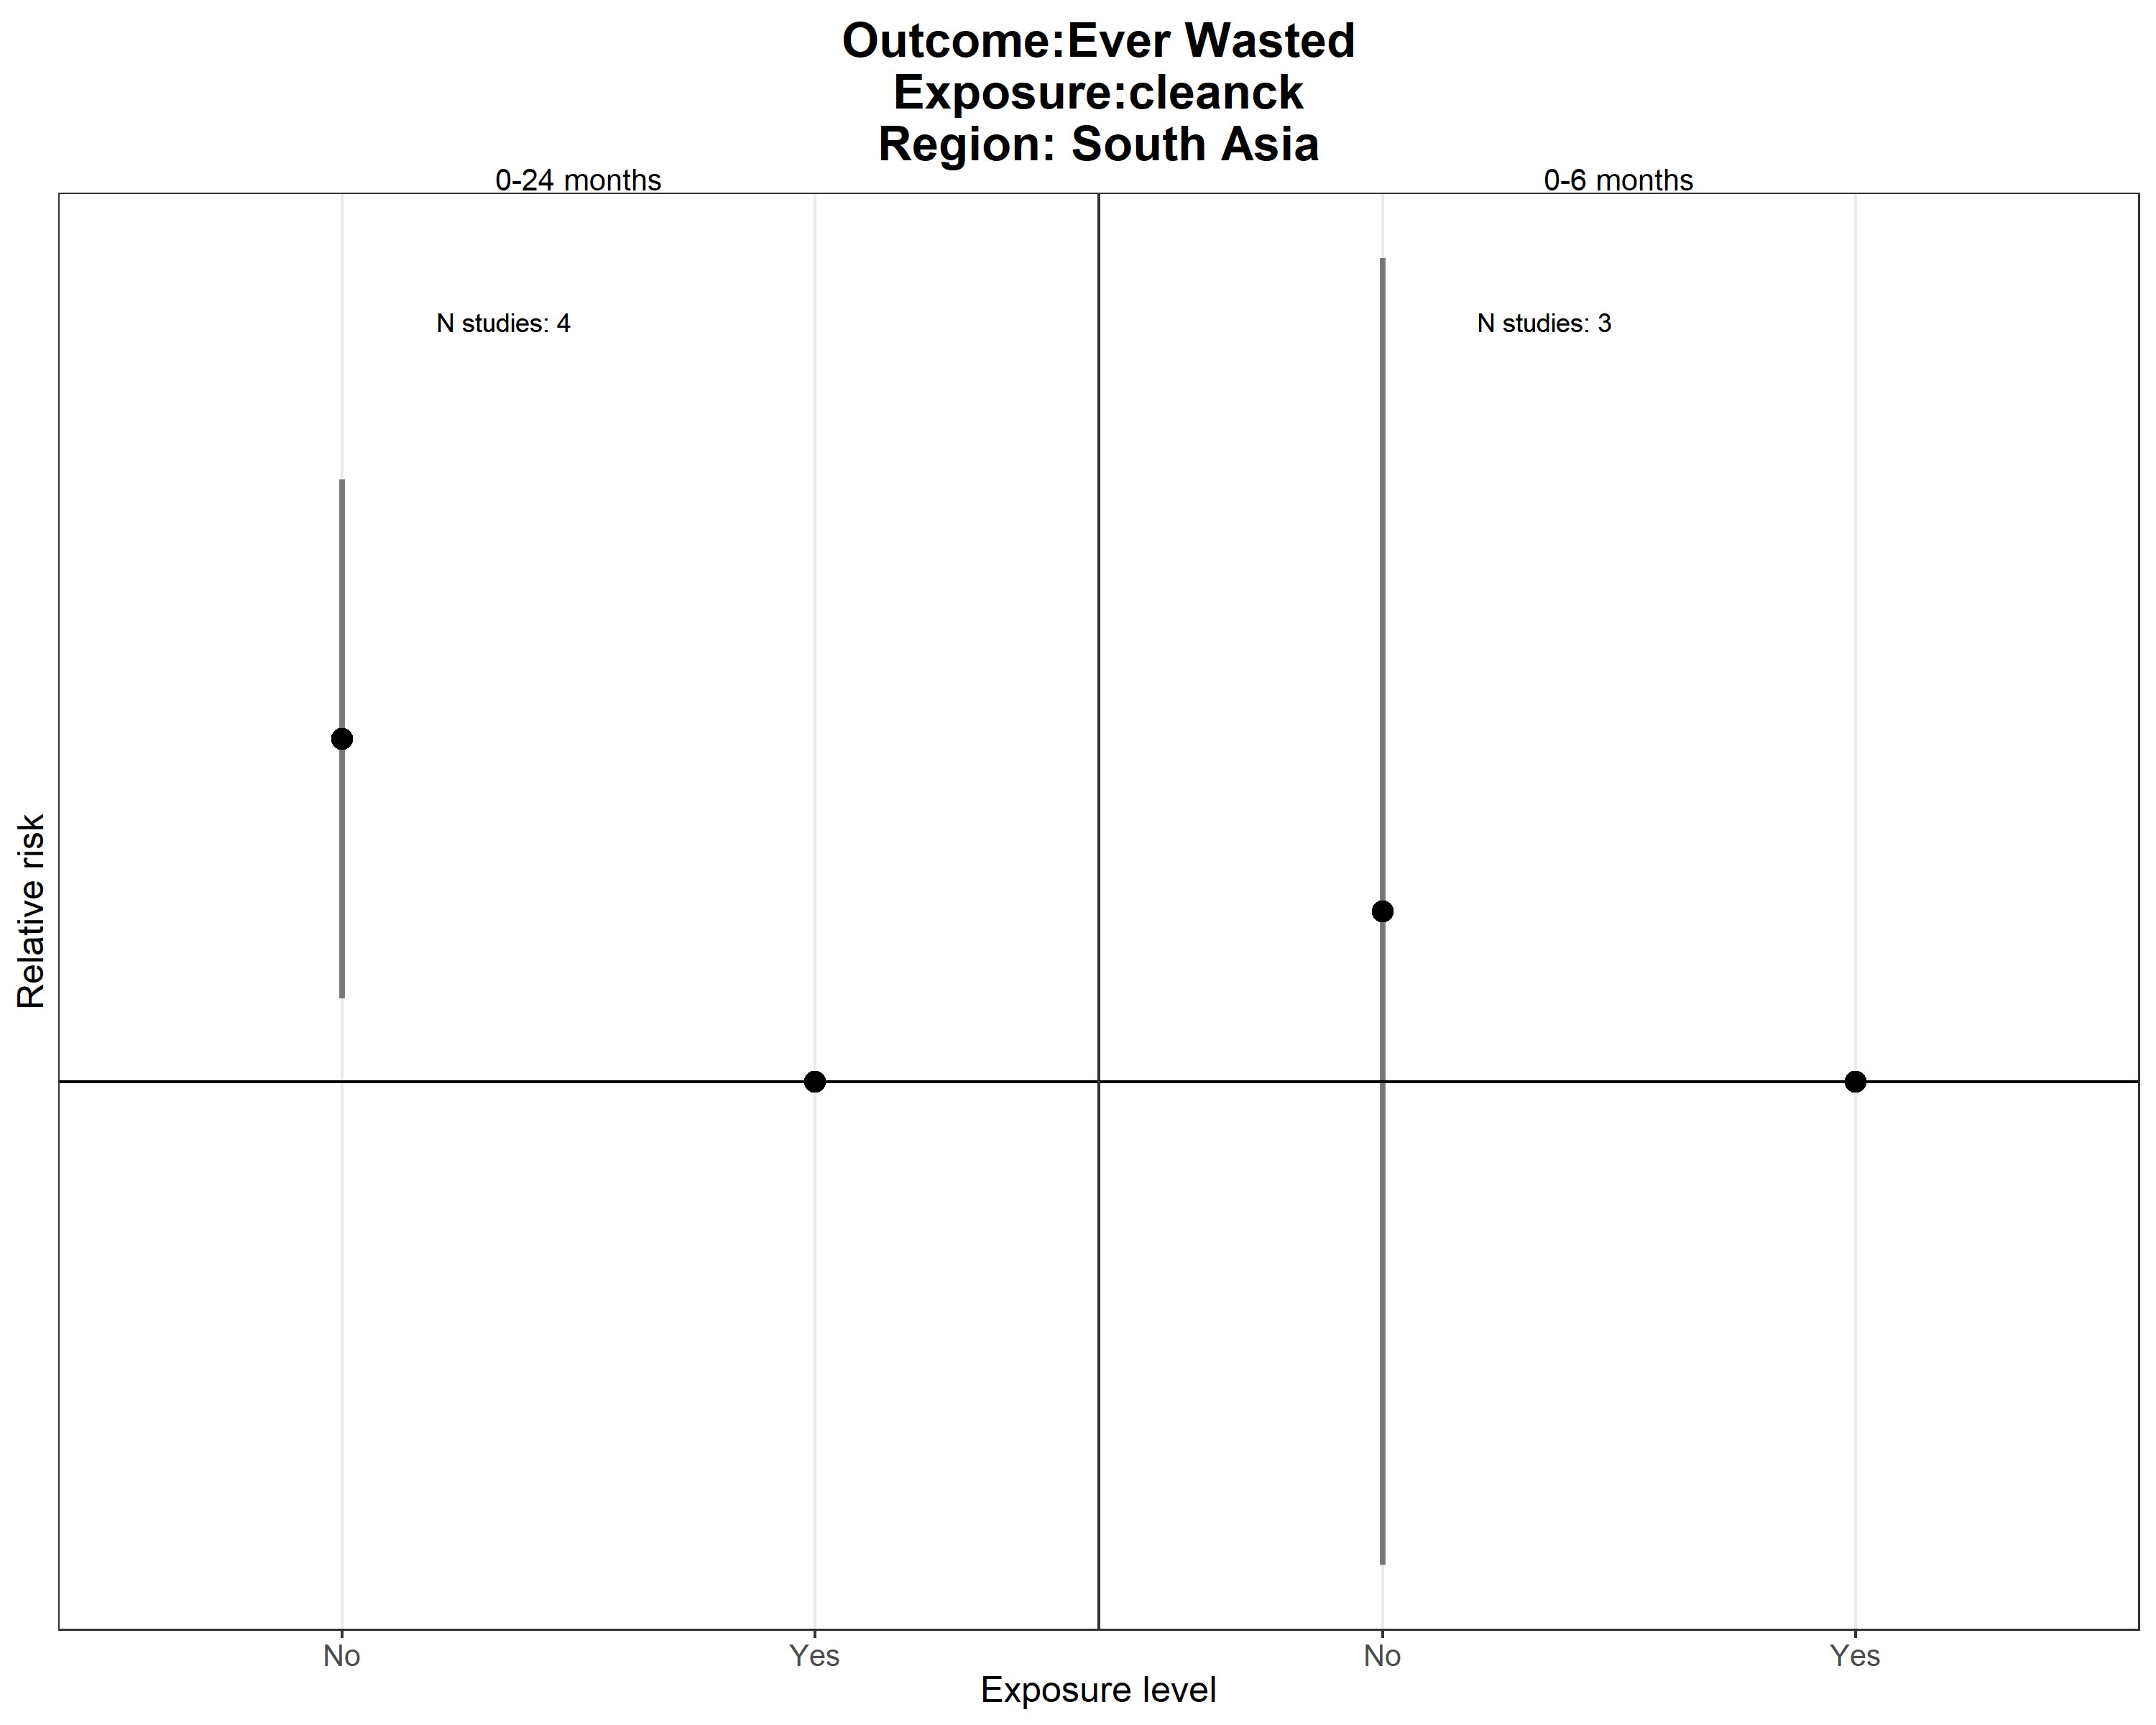 Outcome:Ever Wasted
Exposure:cleanck
Region: South Asia
0-24 months
0-6 months
N studies: 4
N studies: 3
Relative risk
No
Yes
No
Yes
Exposure level